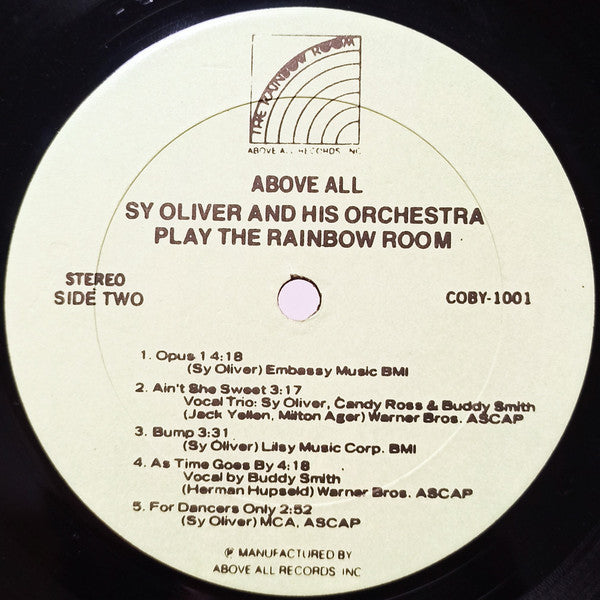 THE RAINBOW ROOM
ABOVE ALL RECORDS INC
ABOVE ALL
SY OLIVER AND HIS ORCHESTRA
PLAY THE RAINBOW ROOM
STEREO
SIDE TWO
COBY-1001
1. Opus 1 4:18
(Sy Oliver) Embassy Music BMI
2. Ain't She Sweet 3:17
Vocal Trio: Sy Oliver, Candy Ross & Buddy Smith
(Jack Yellen, Milton Ager) Warner Bros. ASCAP
3. Bump 3:31
(Sy Oliver) Lilsy Music Corp. BMI
4. As Time Goes By 4:18
Vocal by Buddy Smith
(Herman Hupseld) Warner Bros. ASCAP
5. For Dancers Only 2:52
(Sy Oliver) MCA, ASCAP
℗ MANUFACTURED BY
ABOVE ALL RECORDS INC